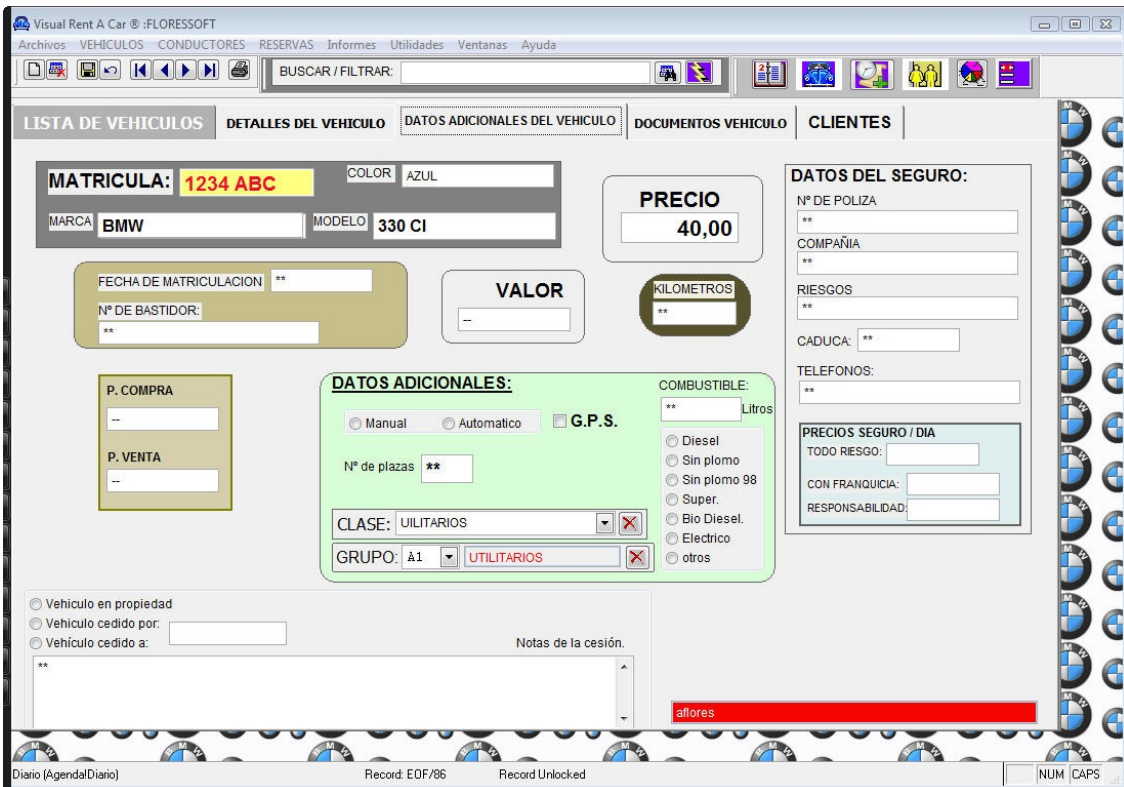 Visual Rent A Car ® :FLORESSOFT
Archivos VEHICULOS CONDUCTORES RESERVAS Informes Utilidades Ventanas Ayuda
BUSCAR / FILTRAR:
LISTA DE VEHICULOS DETALLES DEL VEHICULO DATOS ADICIONALES DEL VEHICULO DOCUMENTOS VEHICULO CLIENTES
MATRICULA: 1234 ABC COLOR AZUL
MARCA BMW MODELO 330 CI
PRECIO
40,00
DATOS DEL SEGURO:
Nº DE POLIZA
**
COMPAÑIA
**
RIESGOS
**
CADUCA: **
TELEFONOS:
**
FECHA DE MATRICULACION **
Nº DE BASTIDOR:
**
VALOR
--
KILOMETROS
**
P. COMPRA
--
P. VENTA
--
DATOS ADICIONALES:
Manual Automatico G.P.S.
Nº de plazas **
CLASE: UILITARIOS
GRUPO: A1 UTILITARIOS
COMBUSTIBLE:
** Litros
Diesel
Sin plomo
Sin plomo 98
Super.
Bio Diesel.
Electrico
otros
PRECIOS SEGURO / DIA
TODO RIESGO:
CON FRANQUICIA:
RESPONSABILIDAD:
Vehiculo en propiedad
Vehiculo cedido por:
Vehículo cedido a:
Notas de la cesión.
**
aflores
Diario (Agenda!Diario) Record: EOF/86 Record Unlocked NUM CAPS